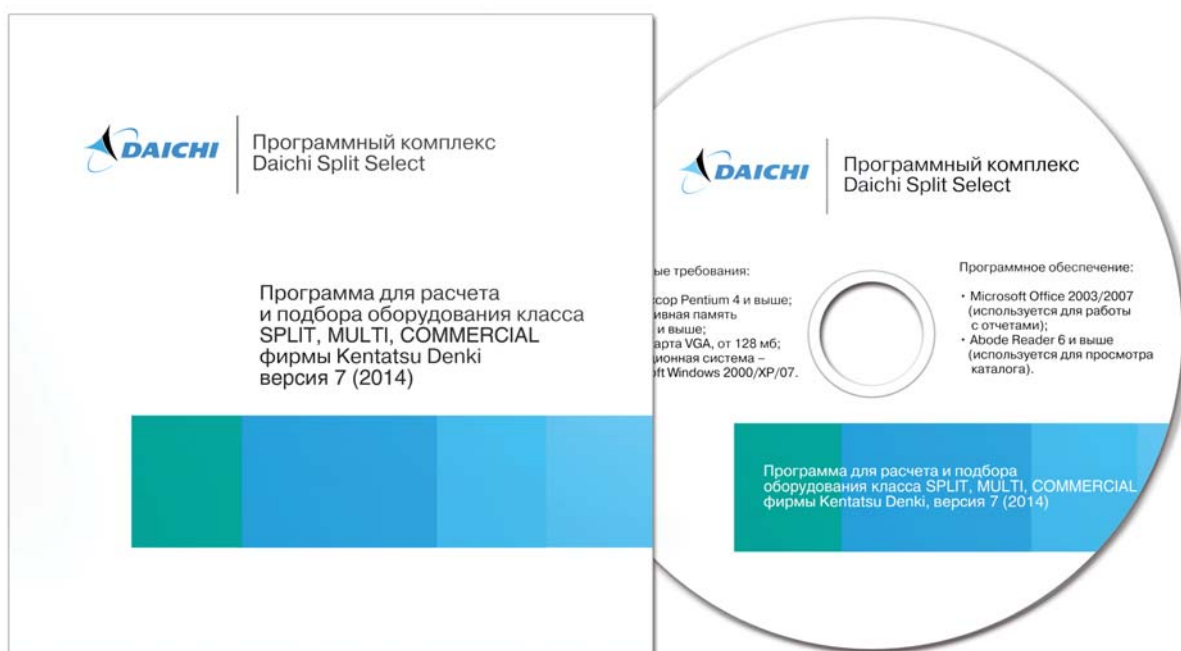 DAICHI
Программный комплекс
Daichi Split Select
Программа для расчета
и подбора оборудования класса
SPLIT, MULTI, COMMERCIAL
фирмы Kentatsu Denki
версия 7 (2014)
DAICHI
Программный комплекс
Daichi Split Select
ые требования:
ссор Pentium 4 и выше;
ивная память
и выше;
арта VGA, от 128 мб;
ионная система –
ft Windows 2000/XP/07.
Программное обеспечение:
• Microsoft Office 2003/2007
(используется для работы
с отчетами);
• Abode Reader 6 и выше
(используется для просмотра
каталога).
Программа для расчета и подбора
оборудования класса SPLIT, MULTI, COMMERCIAL
фирмы Kentatsu Denki, версия 7 (2014)